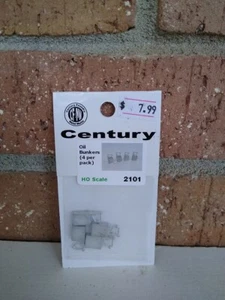 $ 7.99
Century
Oil
Bunkers
(4 per
pack)
HO Scale
2101